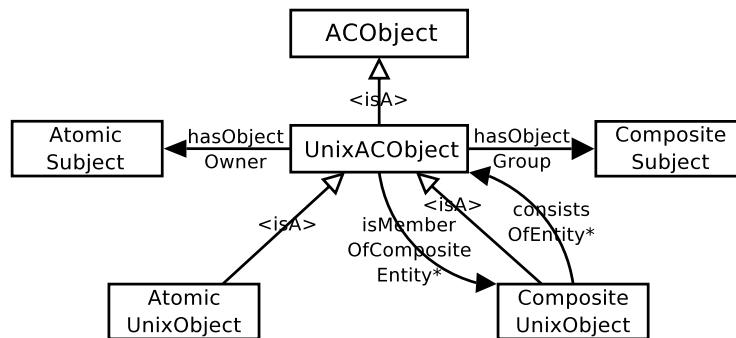 ACObject
<isA>
Atomic
Subject
hasObject
Owner
UnixACObject
hasObject
Group
Composite
Subject
<isA>
<isA>
isMember
OfComposite
Entity*
consists
OfEntity*
Atomic
UnixObject
Composite
UnixObject